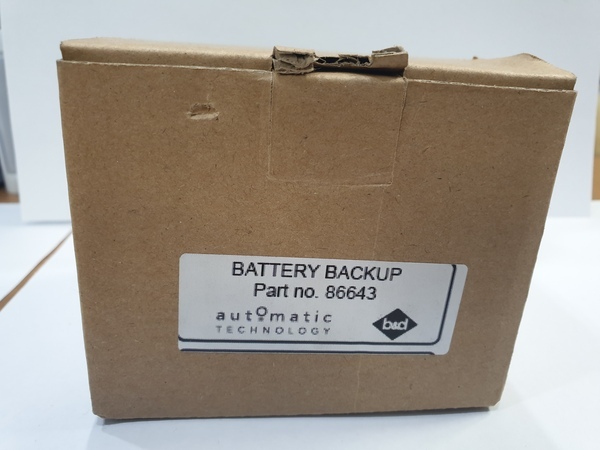 BATTERY BACKUP
Part no. 86643
automatic
TECHNOLOGY
b&d